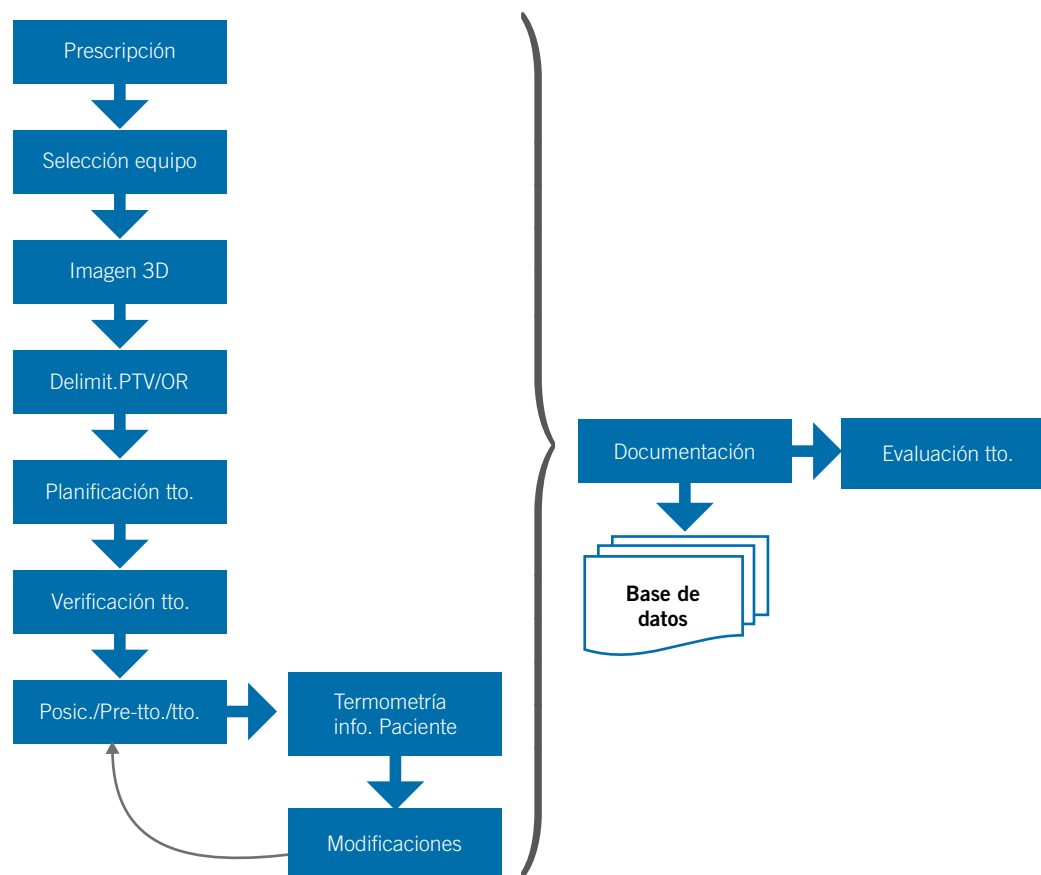 Prescripción
Selección equipo
Imagen 3D
Delimit.PTV/OR
Planificación tto.
Verificación tto.
Posic./Pre-tto./tto.
Termometría
info. Paciente
Modificaciones
Documentación
Evaluación tto.
Base de
datos